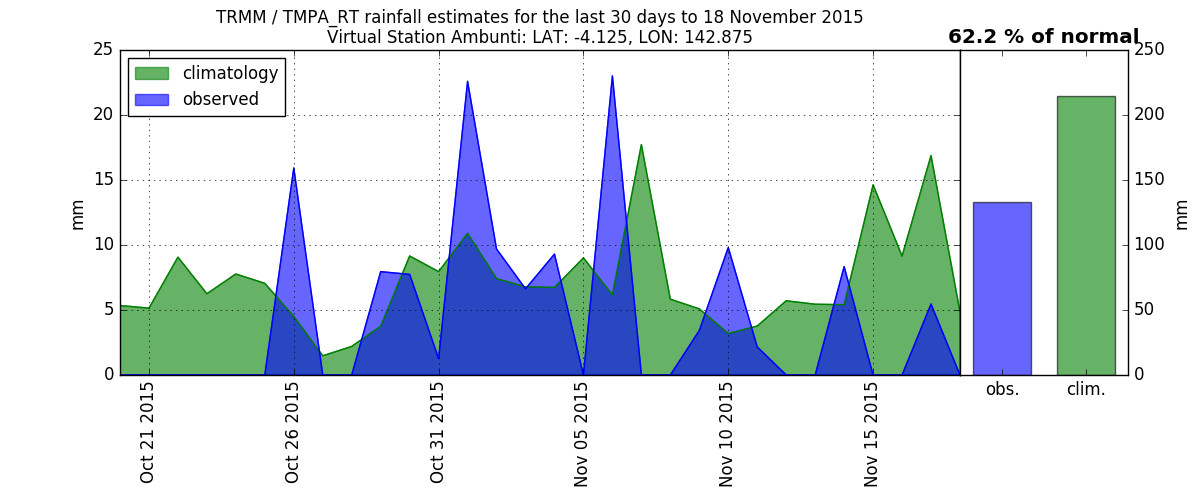 TRMM / TMPA_RT rainfall estimates for the last 30 days to 18 November 2015
Virtual Station Ambunti: LAT: -4.125, LON: 142.875
62.2 % of normal
climatology
observed
mm
25
20
15
10
5
0
Oct 21 2015
Oct 26 2015
Oct 31 2015
Nov 05 2015
Nov 10 2015
Nov 15 2015
obs.
clim.
250
200
150
100
50
0
mm